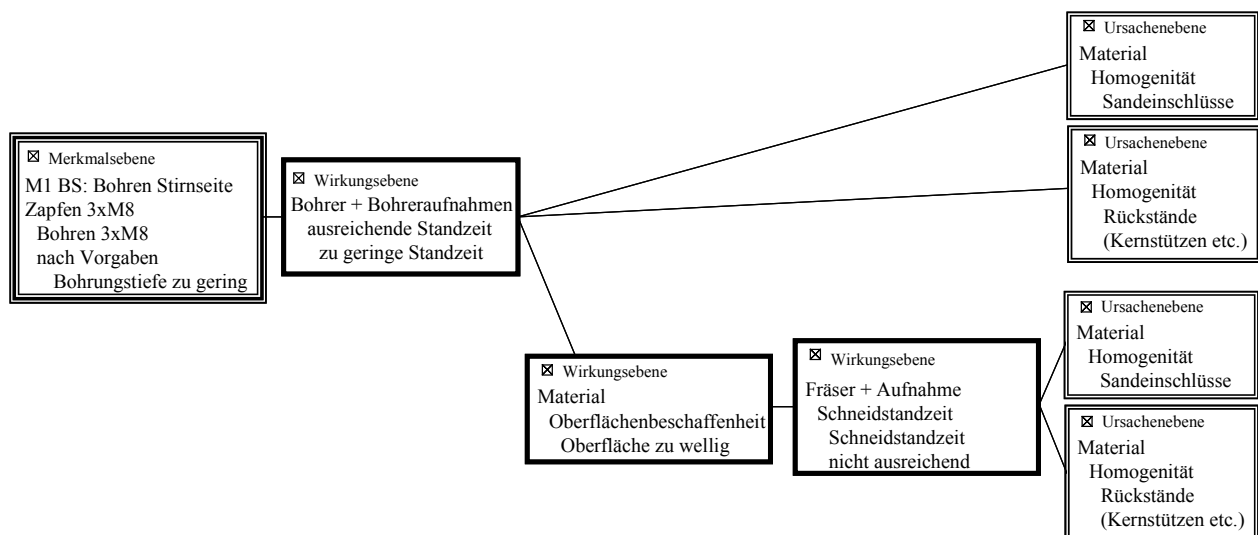 ☒ Merkmalsebene
M1 BS: Bohren Stirnseite
Zapfen 3xM8
Bohren 3xM8
nach Vorgaben
Bohrungstiefe zu gering
☒ Wirkungsebene
Bohrer + Bohreraufnahmen
ausreichende Standzeit
zu geringe Standzeit
☒ Ursachenebene
Material
Homogenität
Sandeinschlüsse
☒ Ursachenebene
Material
Homogenität
Rückstände
(Kernstützen etc.)
☒ Wirkungsebene
Material
Oberflächenbeschaffenheit
Oberfläche zu wellig
☒ Wirkungsebene
Fräser + Aufnahme
Schneidstandzeit
Schneidstandzeit
nicht ausreichend
☒ Ursachenebene
Material
Homogenität
Sandeinschlüsse
☒ Ursachenebene
Material
Homogenität
Rückstände
(Kernstützen etc.)